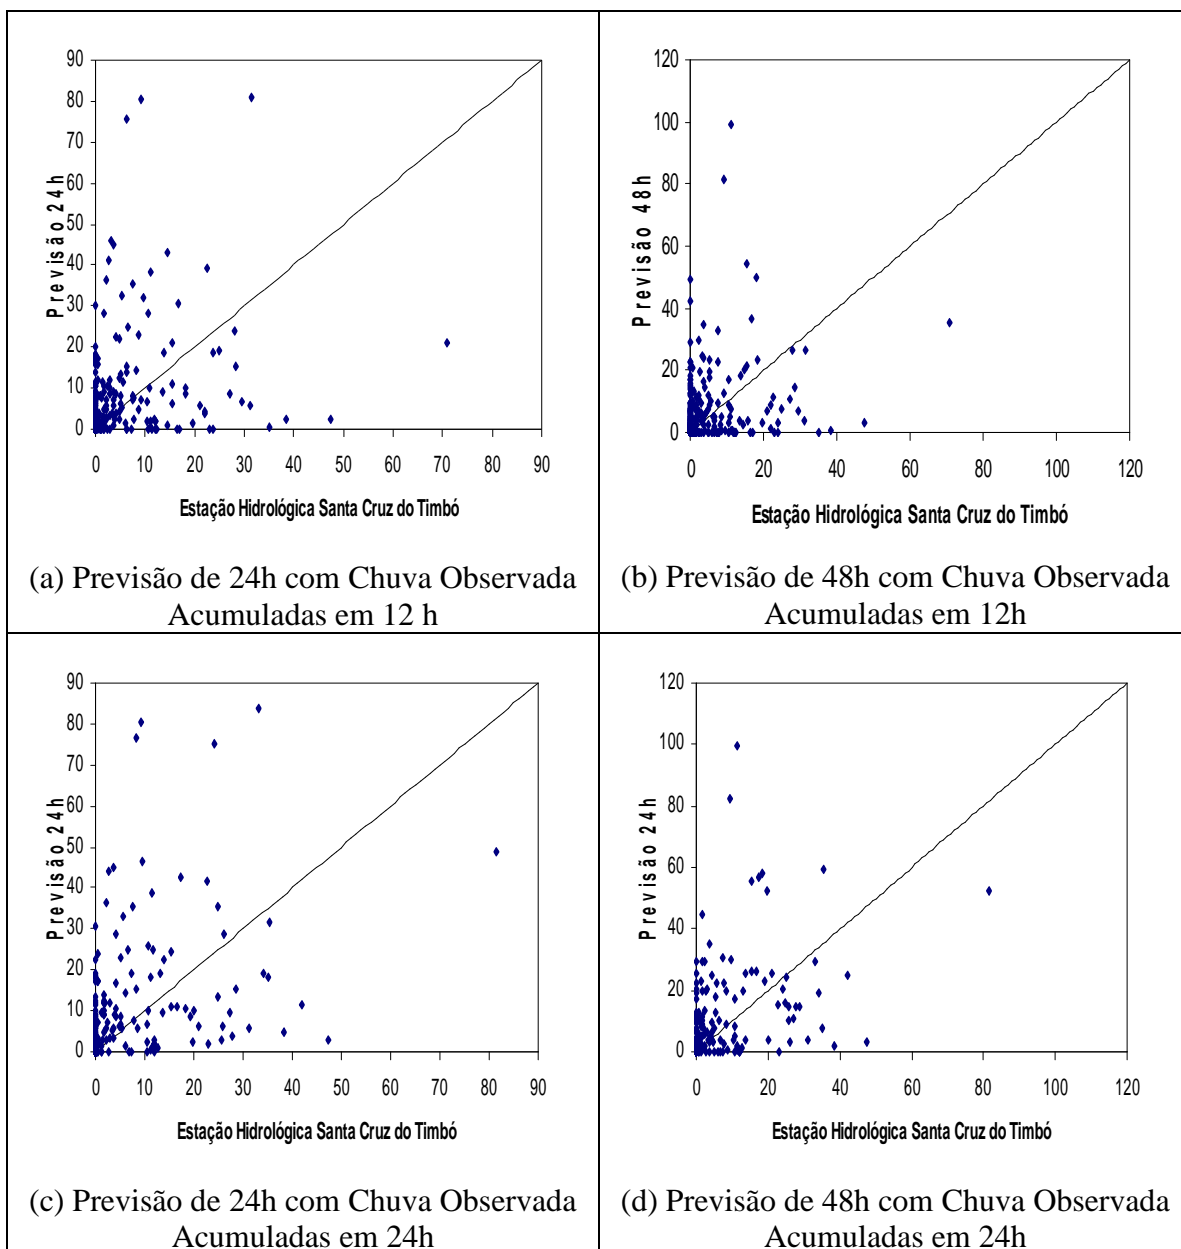 90
80
70
60
50
40
30
20
10
0
Previsão 24h
0 10 20 30 40 50 60 70 80 90
Estação Hidrológica Santa Cruz do Timbó
(a) Previsão de 24h com Chuva Observada
Acumuladas em 12 h
120
100
80
60
40
20
0
Previsão 48h
0 20 40 60 80 100 120
Estação Hidrológica Santa Cruz do Timbó
(b) Previsão de 48h com Chuva Observada
Acumuladas em 12h
90
80
70
60
50
40
30
20
10
0
Previsão 24h
0 10 20 30 40 50 60 70 80 90
Estação Hidrológica Santa Cruz do Timbó
(c) Previsão de 24h com Chuva Observada
Acumuladas em 24h
120
100
80
60
40
20
0
Previsão 24h
0 20 40 60 80 100 120
Estação Hidrológica Santa Cruz do Timbó
(d) Previsão de 48h com Chuva Observada
Acumuladas em 24h